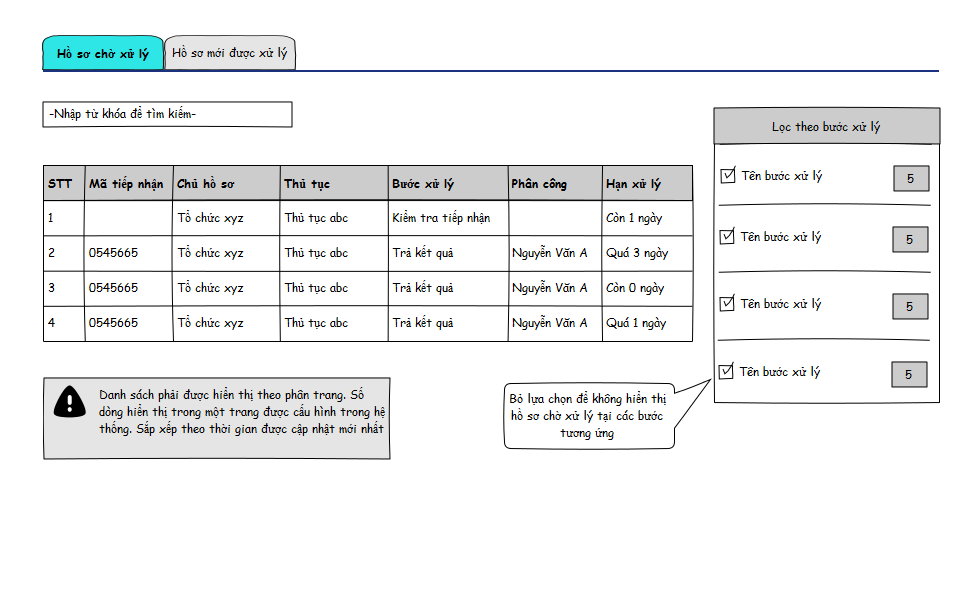 Hồ sơ chờ xử lý Hồ sơ mới được xử lý
-Nhập từ khóa để tìm kiếm-
STT Mã tiếp nhận Chủ hồ sơ Thủ tục Bước xử lý Phân công Hạn xử lý
1 Tổ chức xyz Thủ tục abc Kiểm tra tiếp nhận Còn 1 ngày
2 0545665 Tổ chức xyz Thủ tục abc Trả kết quả Nguyễn Văn A Quá 3 ngày
3 0545665 Tổ chức xyz Thủ tục abc Trả kết quả Nguyễn Văn A Còn 0 ngày
4 0545665 Tổ chức xyz Thủ tục abc Trả kết quả Nguyễn Văn A Quá 1 ngày
Lọc theo bước xử lý
Tên bước xử lý 5
Tên bước xử lý 5
Tên bước xử lý 5
Tên bước xử lý 5
Danh sách phải được hiển thị theo phân trang. Số
dòng hiển thị trong một trang được cấu hình trong hệ
thống. Sắp xếp theo thời gian được cập nhật mới nhất
Bỏ lựa chọn để không hiển thị
hồ sơ chờ xử lý tại các bước
tương ứng